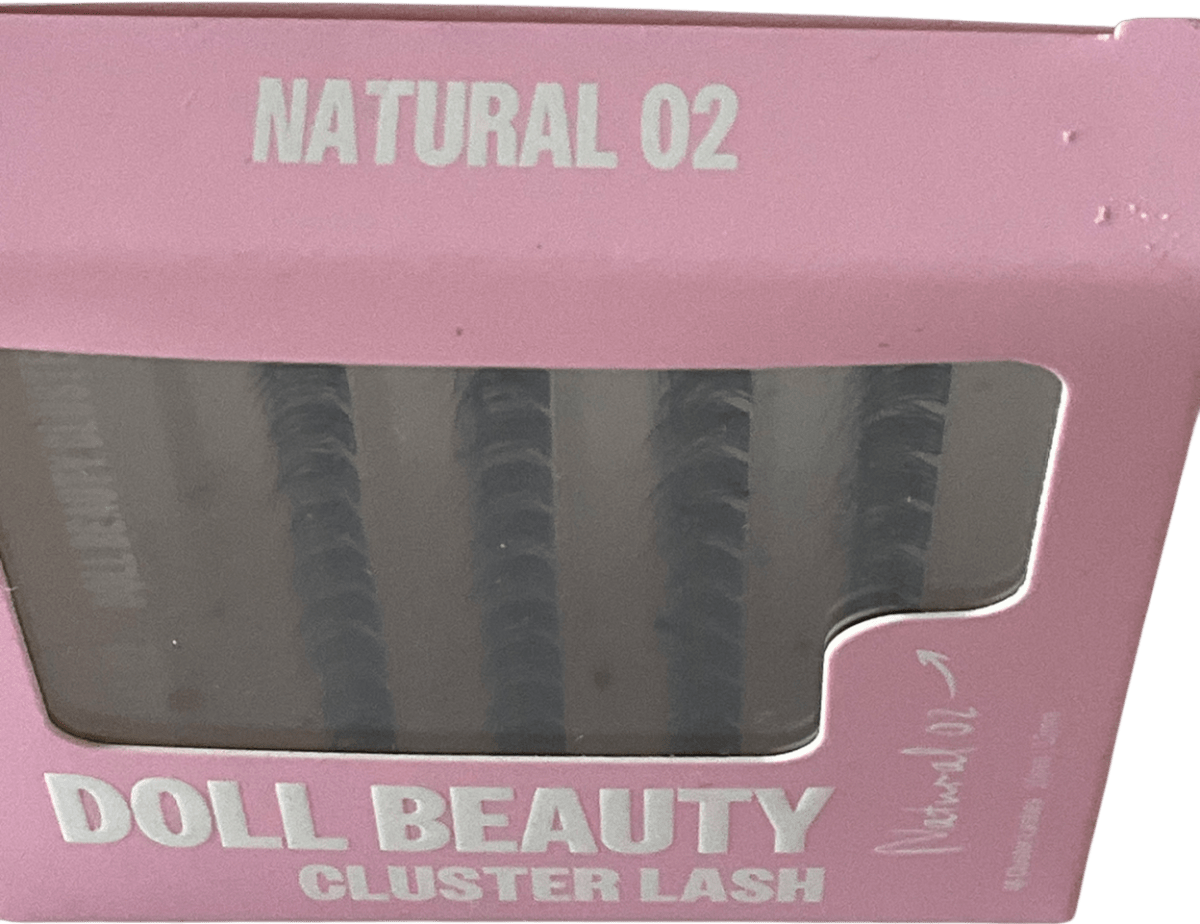 NATURAL 02
DOLL BEAUTY
CLUSTER LASH
Natural 02